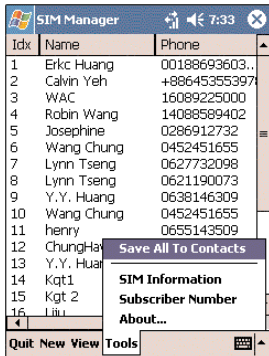 SIM Manager 7:33
Idx Name Phone
1 Erkc Huang 00188693603..
2 Calvin Yeh +88645355397
3 WAC 16089225000
4 Robin Wang 14088589402
5 Josephine 0286912732
6 Wang Chung 0452451655
7 Lynn Tseng 0627732098
8 Lynn Tseng 0621190073
9 Y.Y. Huang 0638146309
10 Wang Chung 0452451655
11 henry 0655143509
12 ChungHav
13 Y.Y. Huar
14 Kqt1
15 Kgt 2
16
Save All To Contacts
SIM Information
Subscriber Number
About...
Quit New View Tools